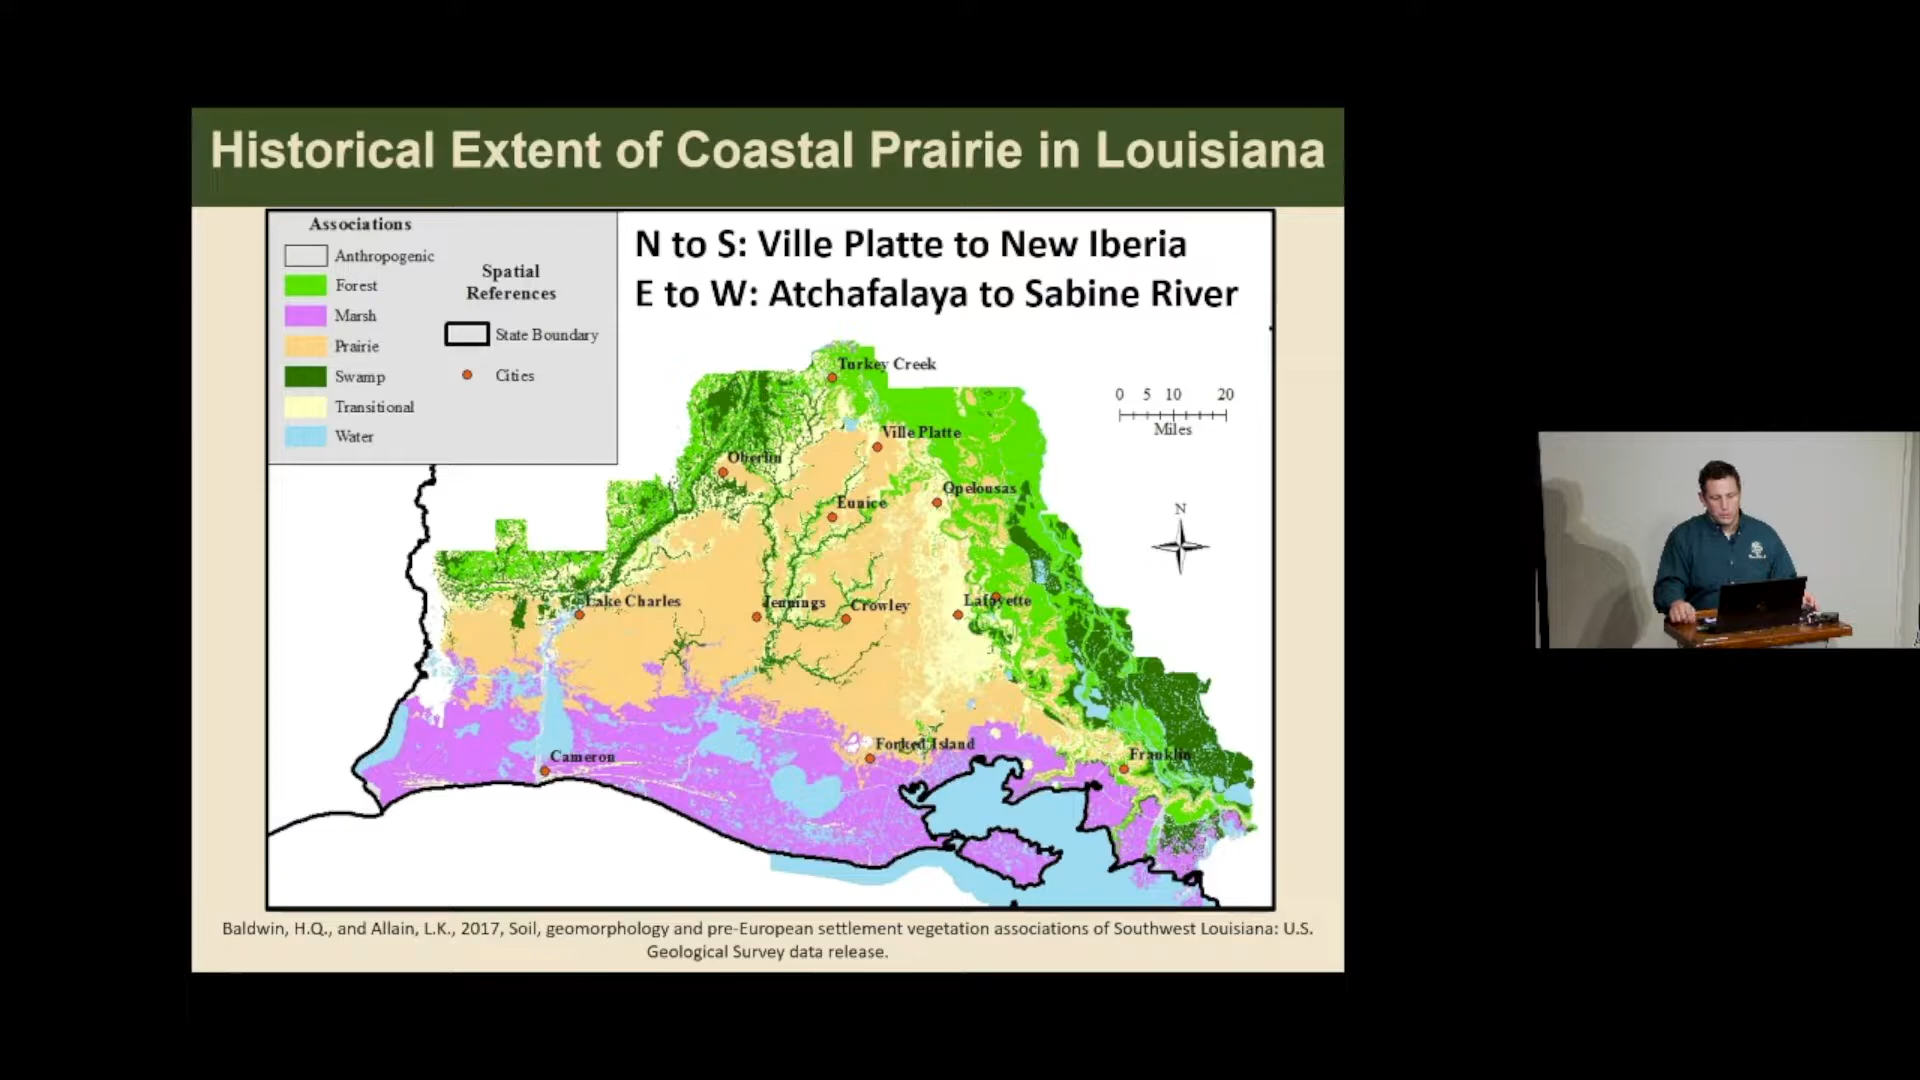 Historical Extent of Coastal Prairie in Louisiana
Associations
Anthropogenic
Forest
Marsh
Prairie
Swamp
Transitional
Water
Spatial
References
State Boundary
Cities
N to S: Ville Platte to New Iberia
E to W: Atchafalaya to Sabine River
0 5 10 20
Miles
N
Turkey Creek
Ville Platte
Oberlin
Opelousas
Eunice
Lake Charles
Jennings
Crowley
Lafayette
Forked Island
Cameron
Franklin
Baldwin, H.Q., and Allain, L.K., 2017, Soil, geomorphology and pre-European settlement vegetation associations of Southwest Louisiana: U.S.
Geological Survey data release.